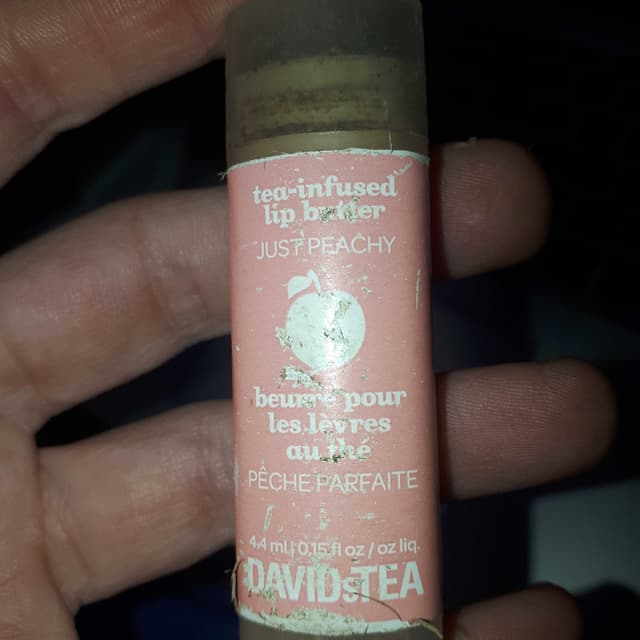 tea-infused
lip butter
JUST PEACHY
beurre pour
les lèvres
au thé
PÊCHE PARFAITE
4.4 ml | 0.15 fl oz / oz liq.
DAVIDsTEA